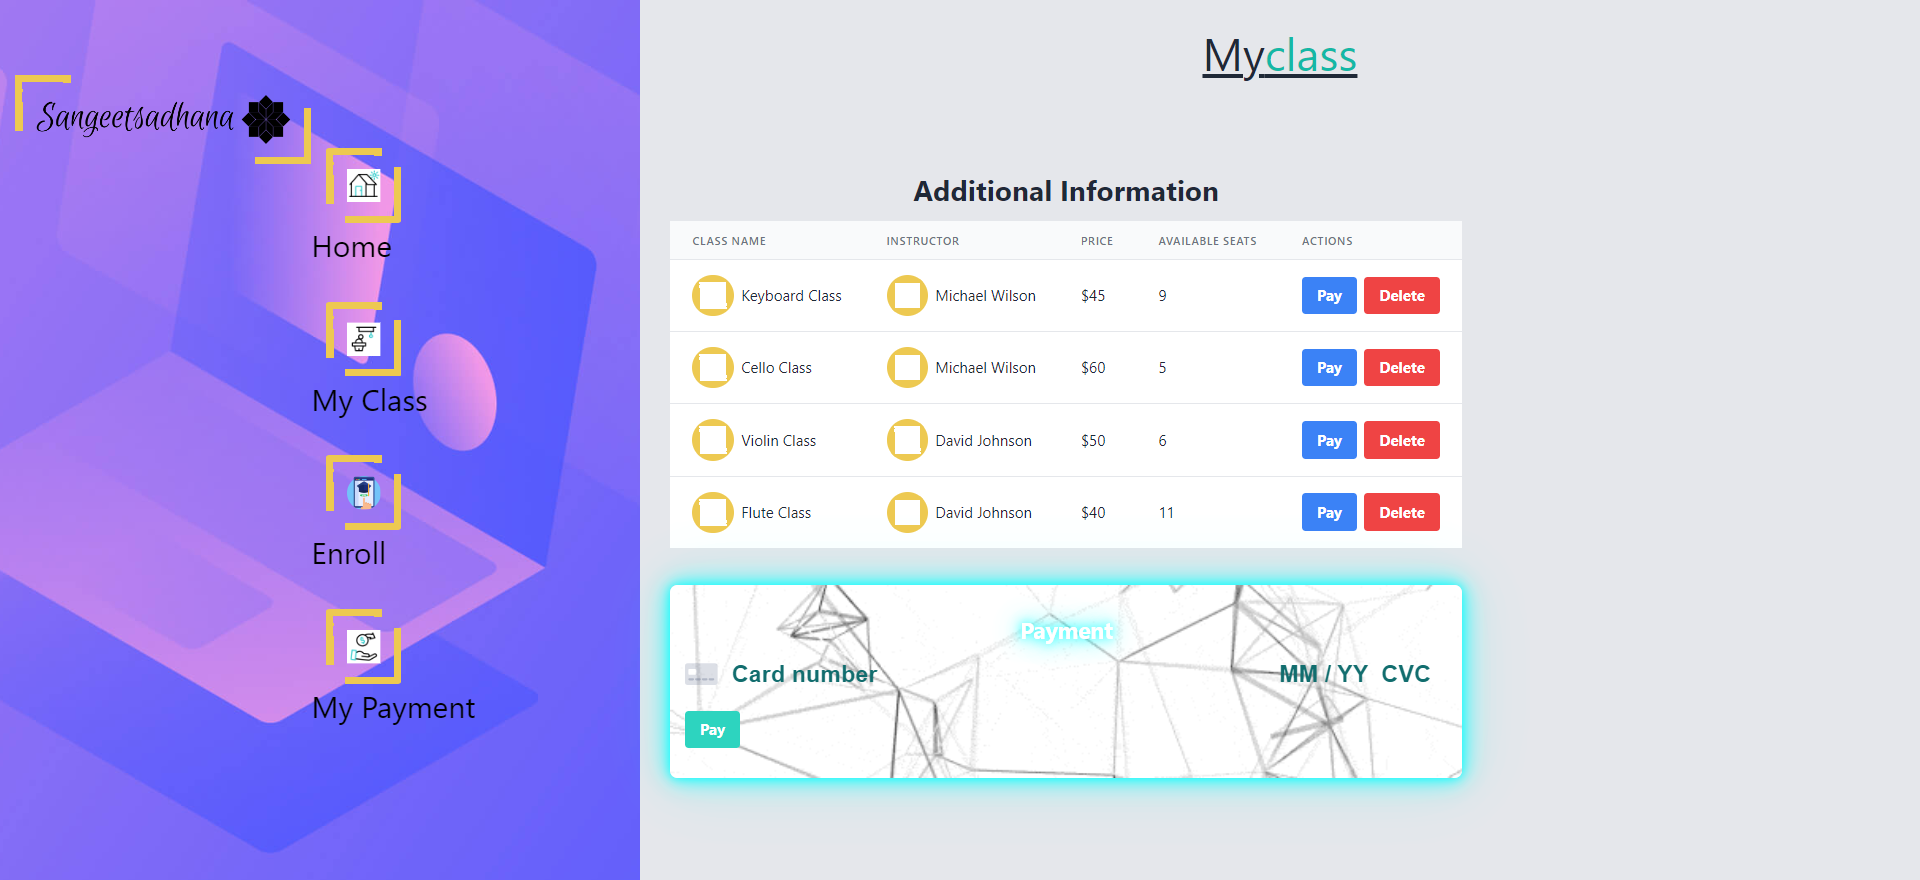 Sangeetsadhana
Home
My Class
Enroll
My Payment
Myclass
Additional Information
CLASS NAME INSTRUCTOR PRICE AVAILABLE SEATS ACTIONS
Keyboard Class Michael Wilson $45 9 Pay Delete
Cello Class Michael Wilson $60 5 Pay Delete
Violin Class David Johnson $50 6 Pay Delete
Flute Class David Johnson $40 11 Pay Delete
Payment
Card number MM / YY CVC
Pay